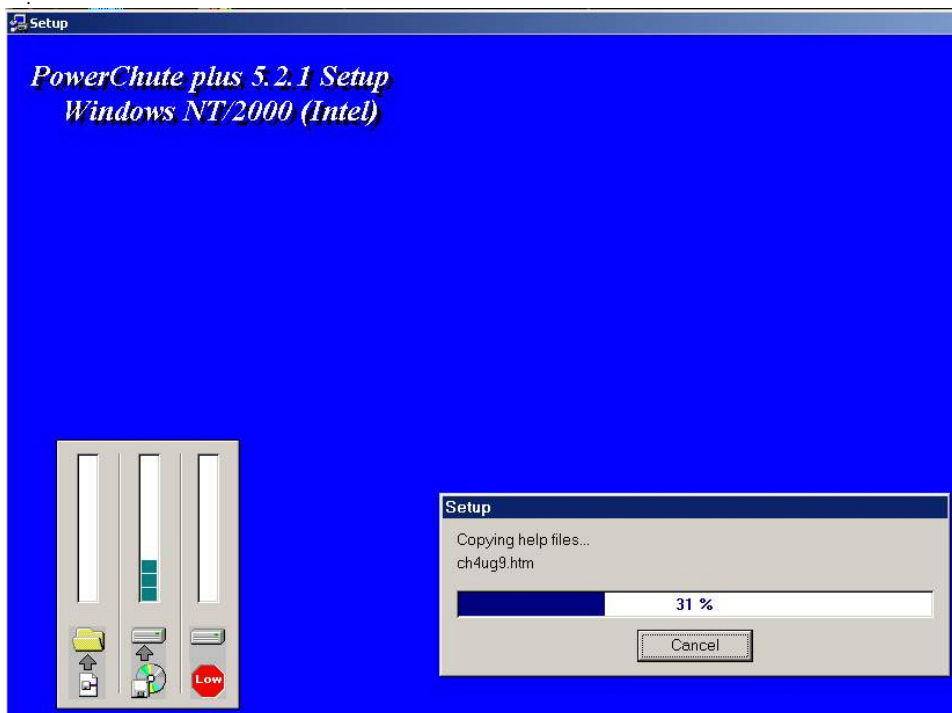 Setup
PowerChute plus 5.2.1 Setup
Windows NT/2000 (Intel)
Setup
Copying help files...
ch4ug9.htm
31 %
Cancel
Low